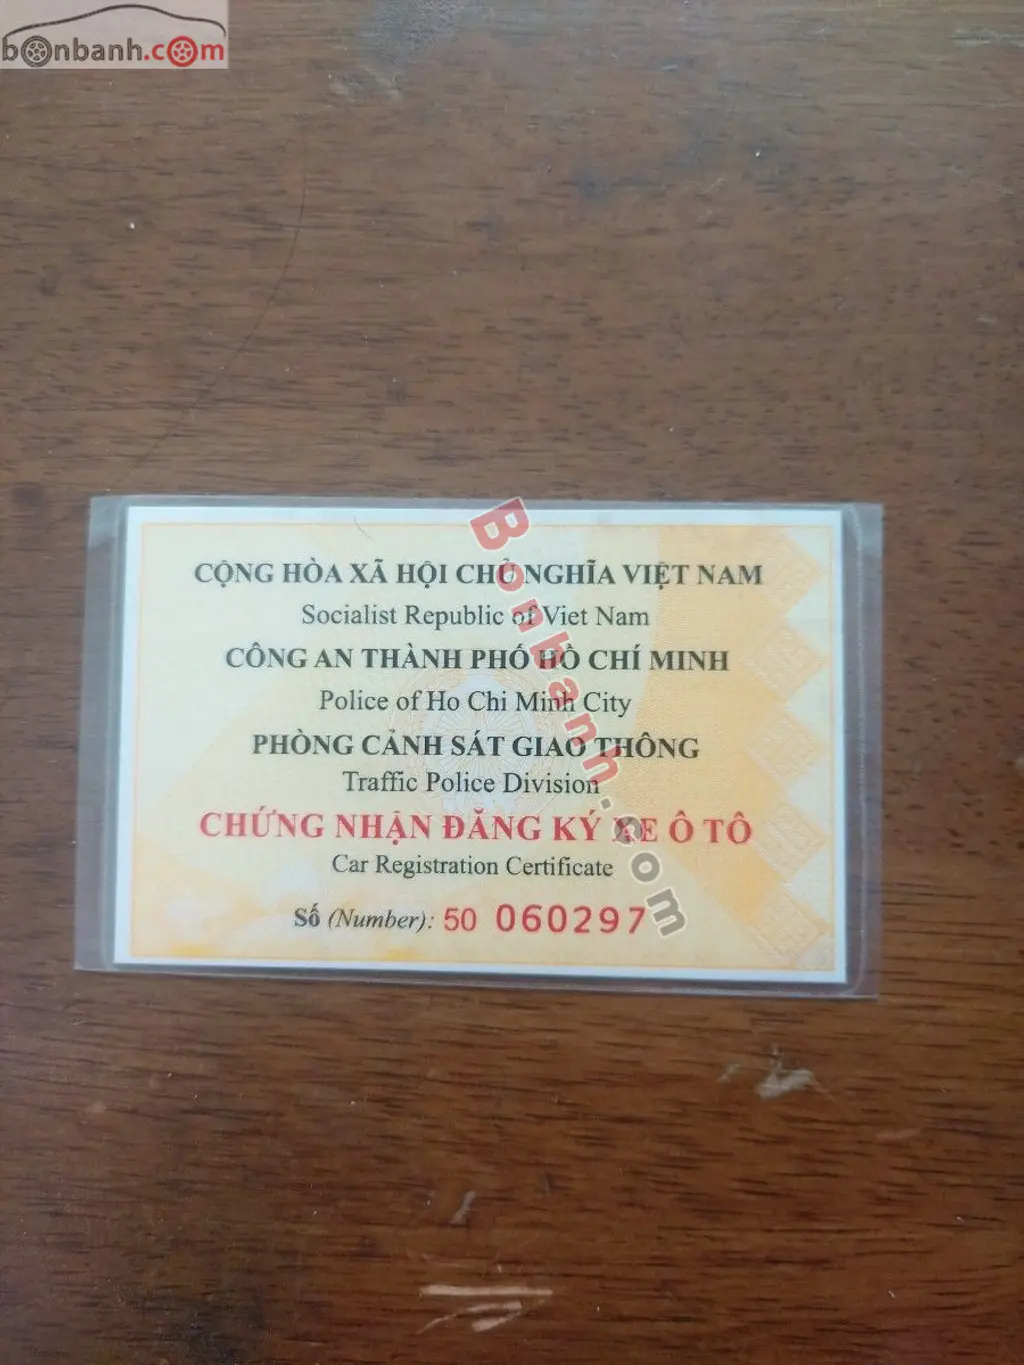 bonbanh.com
CỘNG HÒA XÃ HỘI CHỦ NGHĨA VIỆT NAM
Socialist Republic of Viet Nam
CÔNG AN THÀNH PHỐ HỒ CHÍ MINH
Police of Ho Chi Minh City
PHÒNG CẢNH SÁT GIAO THÔNG
Traffic Police Division
CHỨNG NHẬN ĐĂNG KÝ XE Ô TÔ
Car Registration Certificate
Số (Number): 50 060297
Bonbanh.com